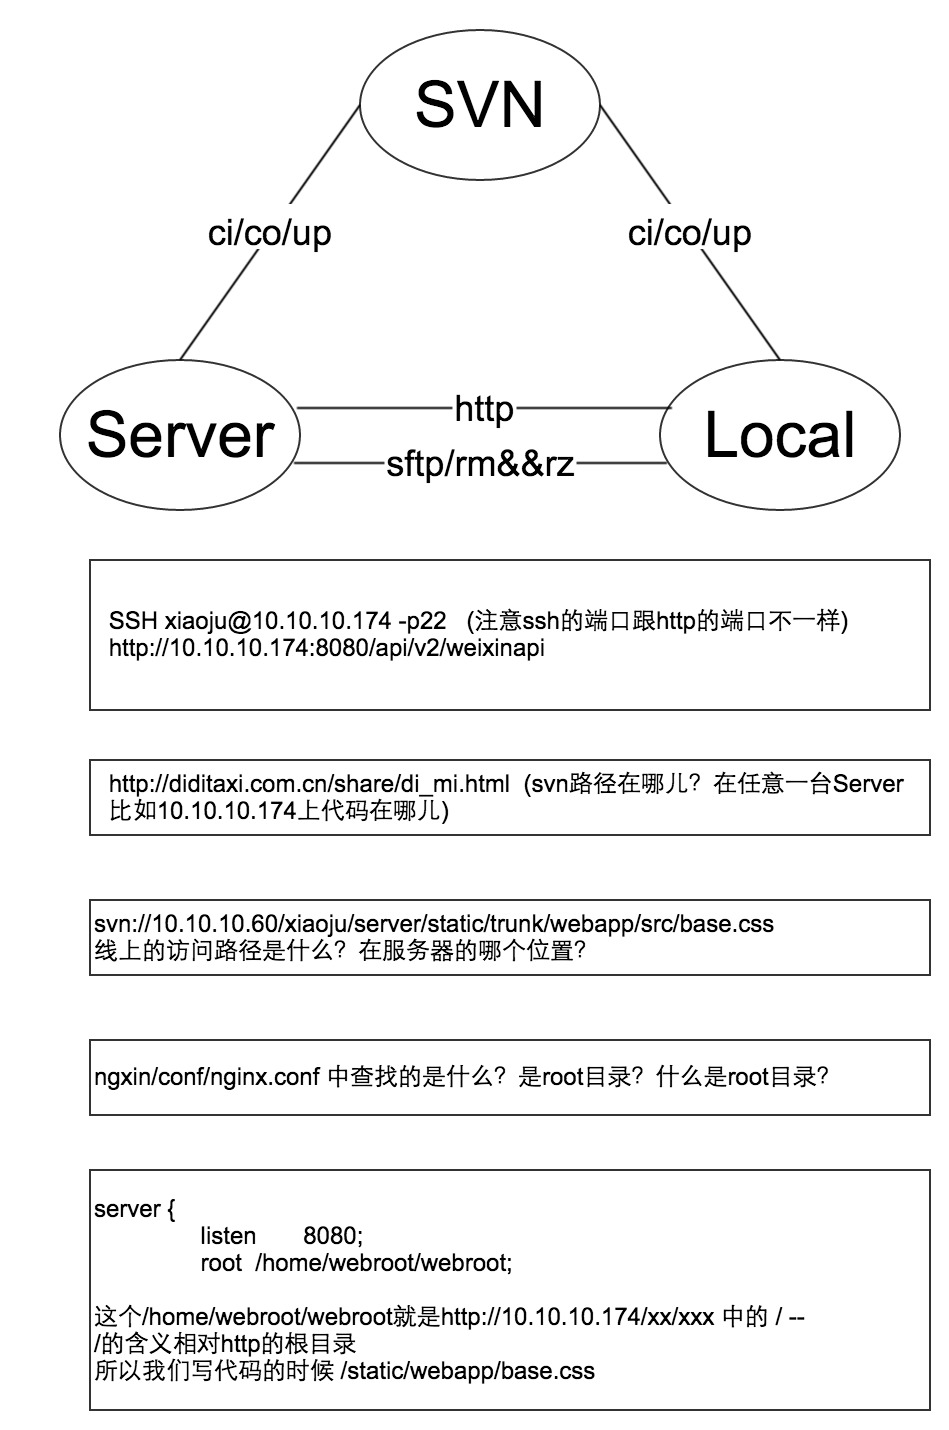 SVN
ci/co/up
ci/co/up
Server
http
sftp/rm&&rz
Local
SSH xiaoju@10.10.10.174 -p22 (注意ssh的端口跟http的端口不一样)
http://10.10.10.174:8080/api/v2/weixinapi
http://diditaxi.com.cn/share/di_mi.html (svn路径在哪儿？在任意一台Server
比如10.10.10.174上代码在哪儿)
svn://10.10.10.60/xiaoju/server/static/trunk/webapp/src/base.css
线上的访问路径是什么？在服务器的哪个位置？
ngxin/conf/nginx.conf 中查找的是什么？是root目录？什么是root目录？
server {
listen 8080;
root /home/webroot/webroot;
这个/home/webroot/webroot就是http://10.10.10.174/xx/xxx 中的 / --
/的含义相对http的根目录
所以我们写代码的时候 /static/webapp/base.css